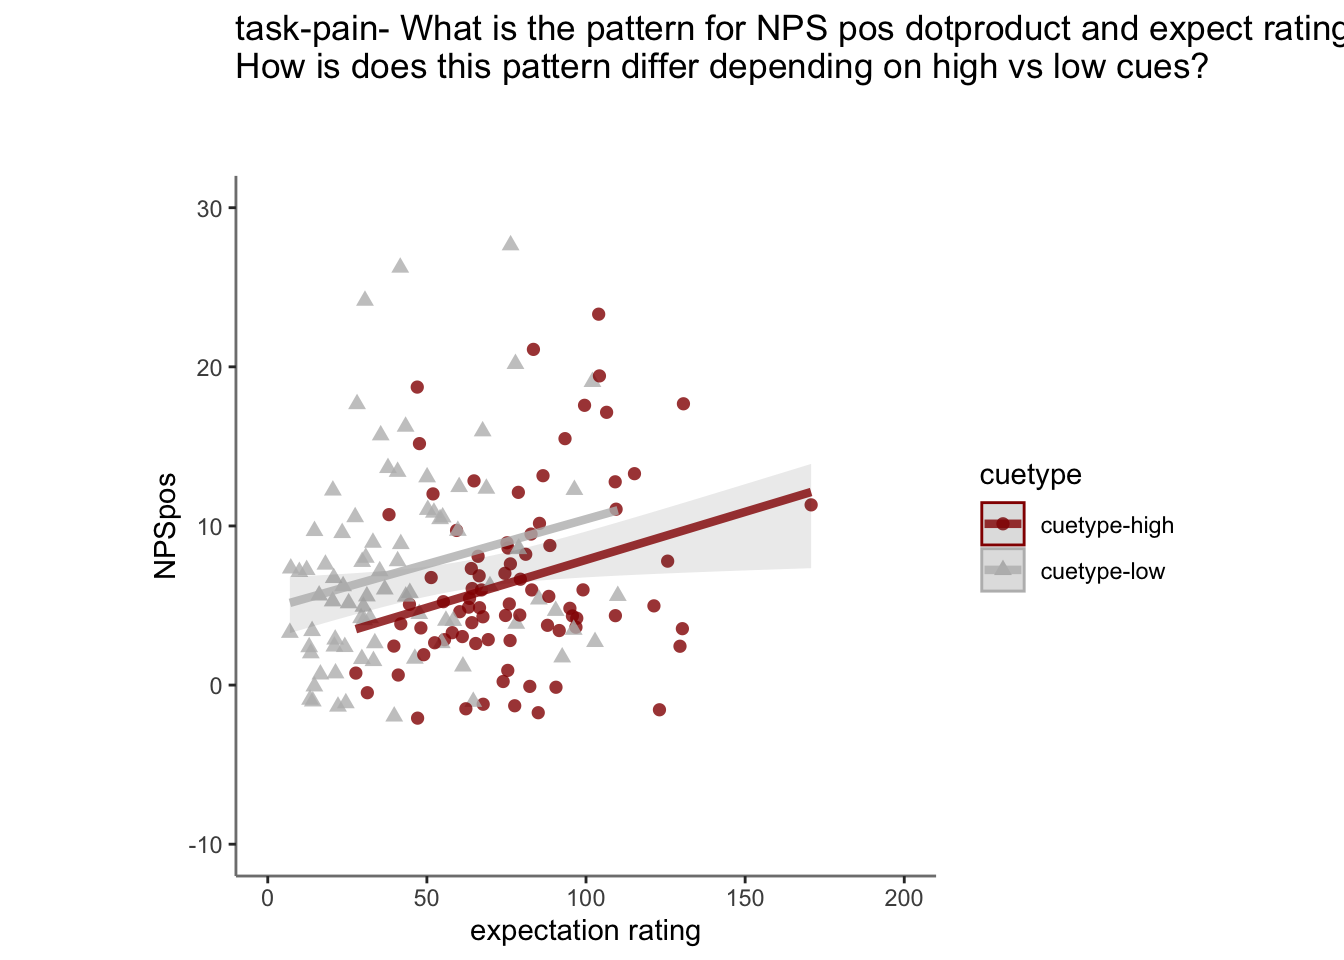 task-pain- What is the pattern for NPS pos dotproduct and expect rating
How is does this pattern differ depending on high vs low cues?
30
20
10
0
-10
NPSpos
0 50 100 150 200
expectation rating
cuetype
cuetype-high
cuetype-low